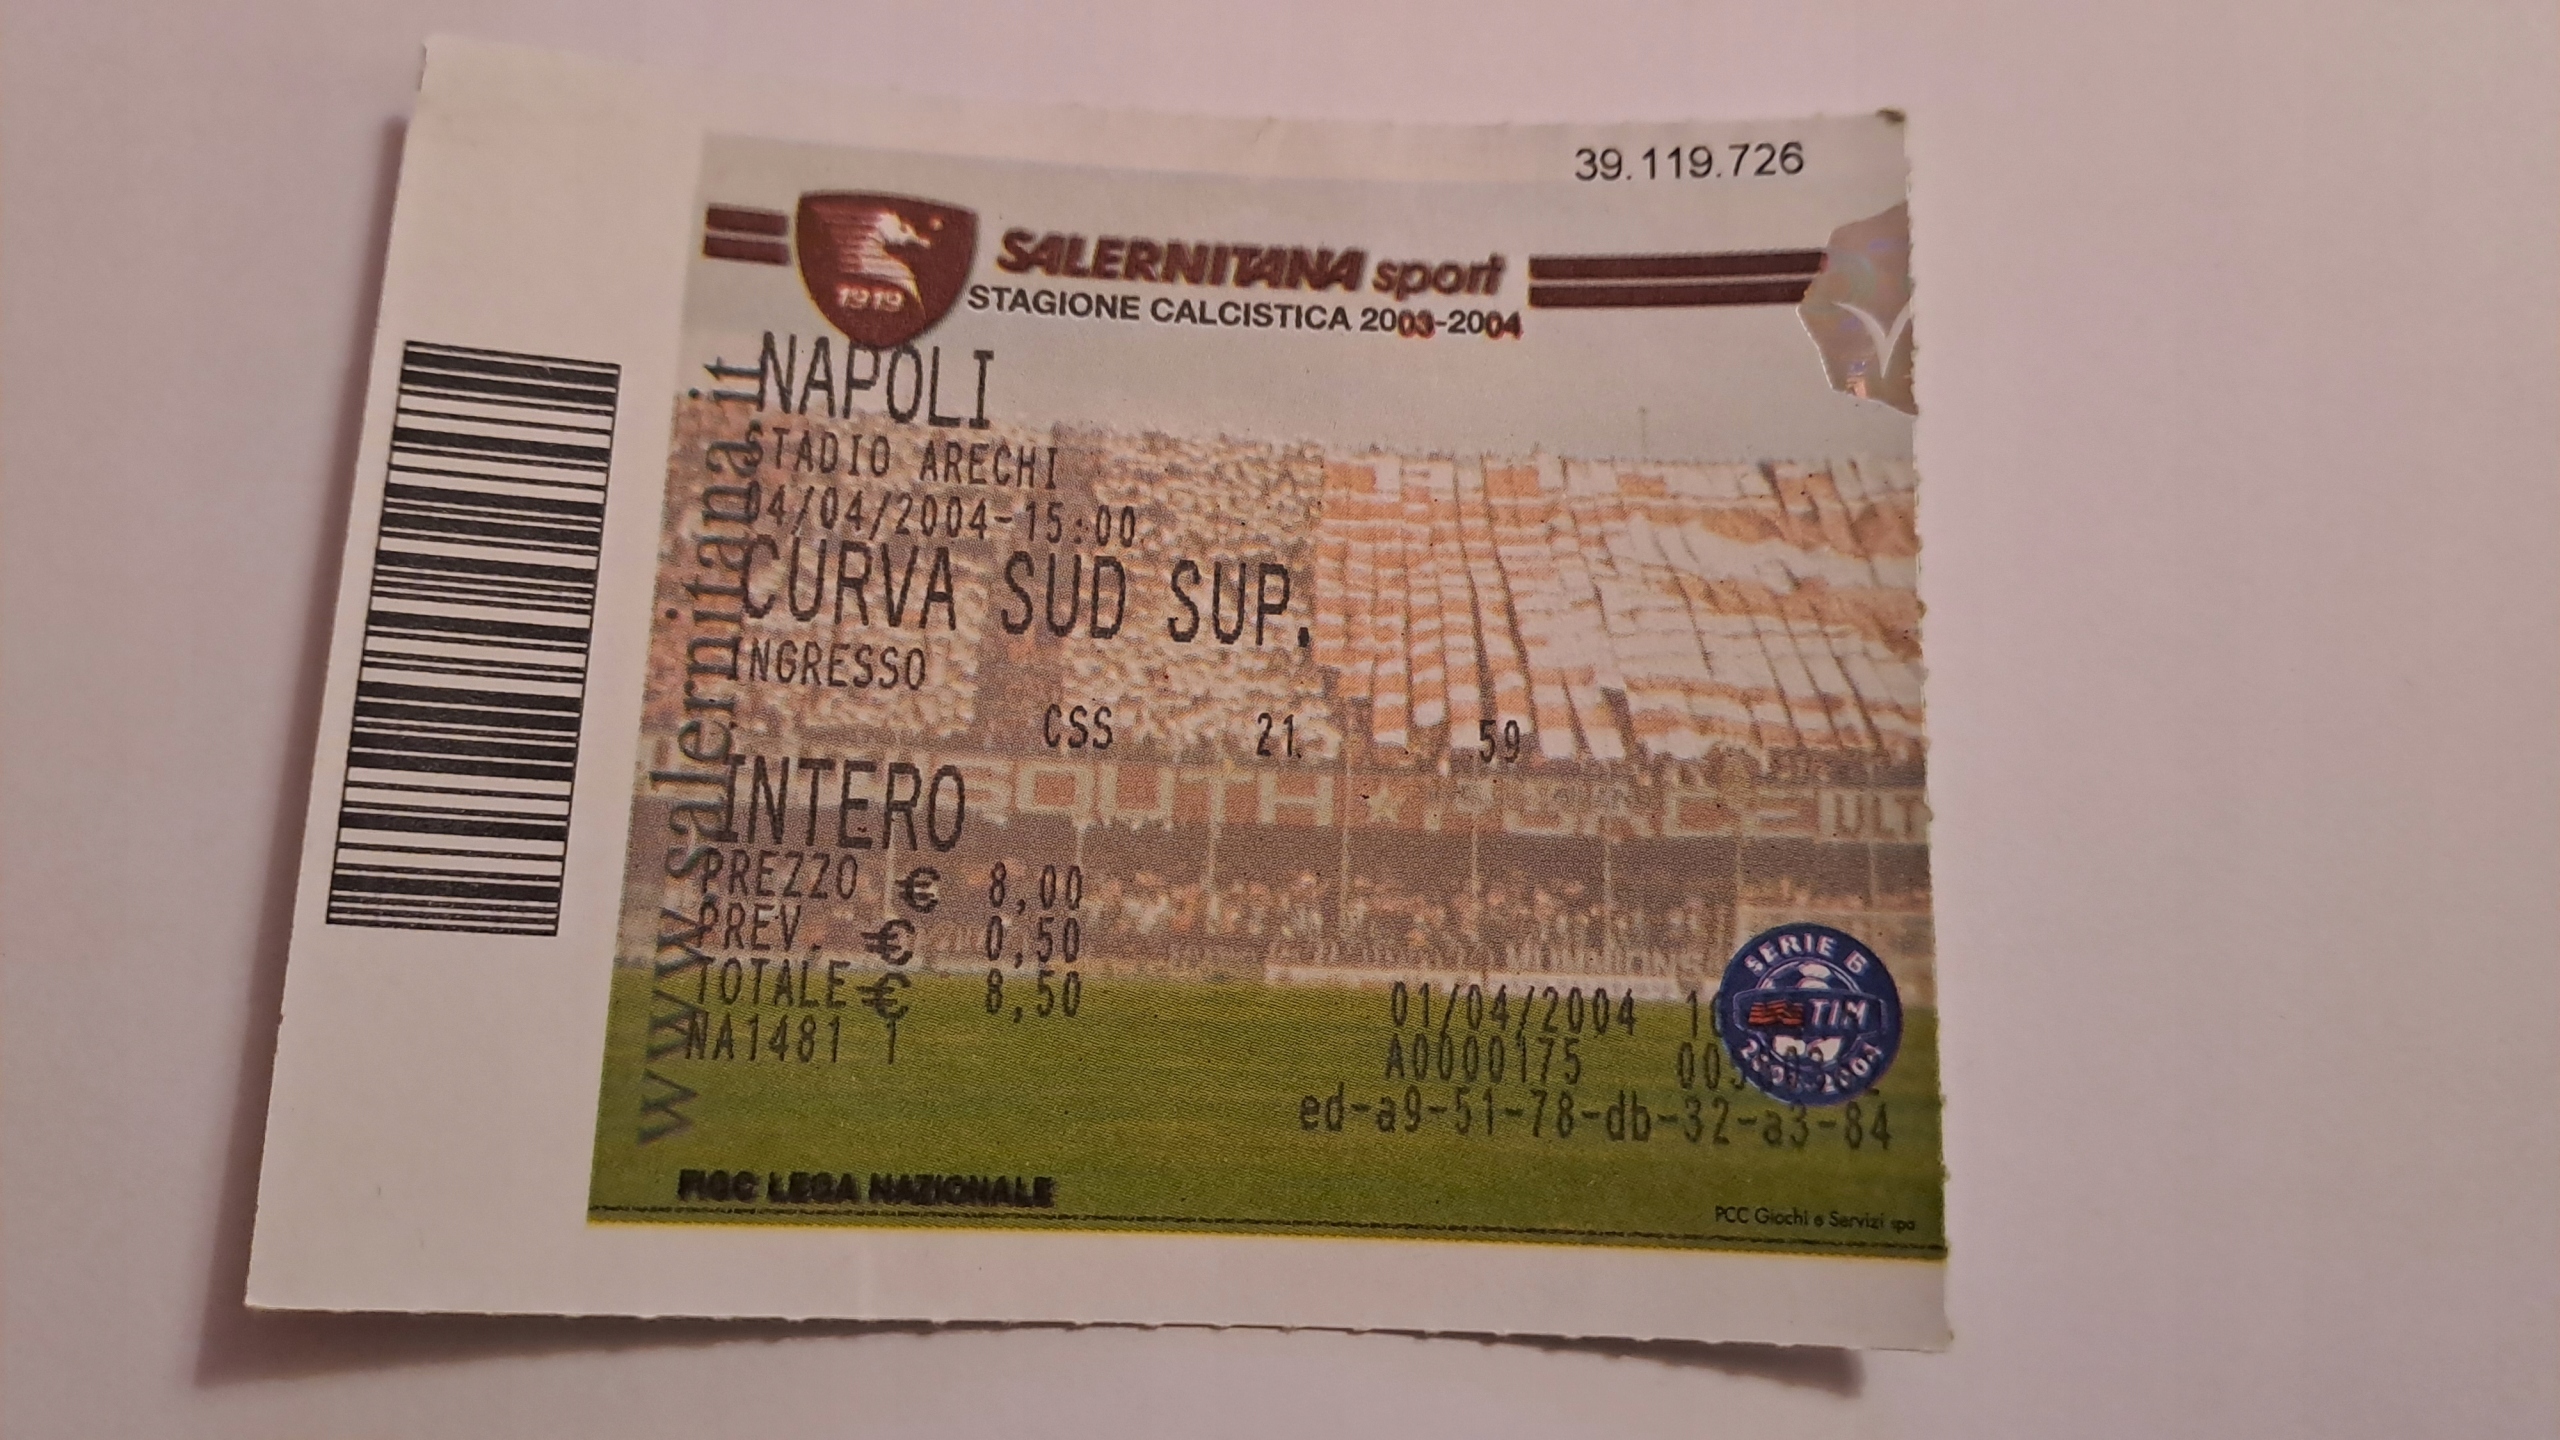 39.119.726
1919
SALERNITANA sport
STAGIONE CALCISTICA 2003-2004
www.salernitana.it
NAPOLI
STADIO ARECHI
04/04/2004-15:00
CURVA SUD SUP.
INGRESSO
CSS 21 59
INTERO
SOUTH ULT
PREZZO € 8,00
PREV. € 0,50
TOTALE € 8,50
NA1481 1
01/04/2004
A0000175
ed-a9-51-78-db-32-a3-84
SERIE B
TIM
FIGC LEGA NAZIONALE
PCC Giochi e Servizi spa